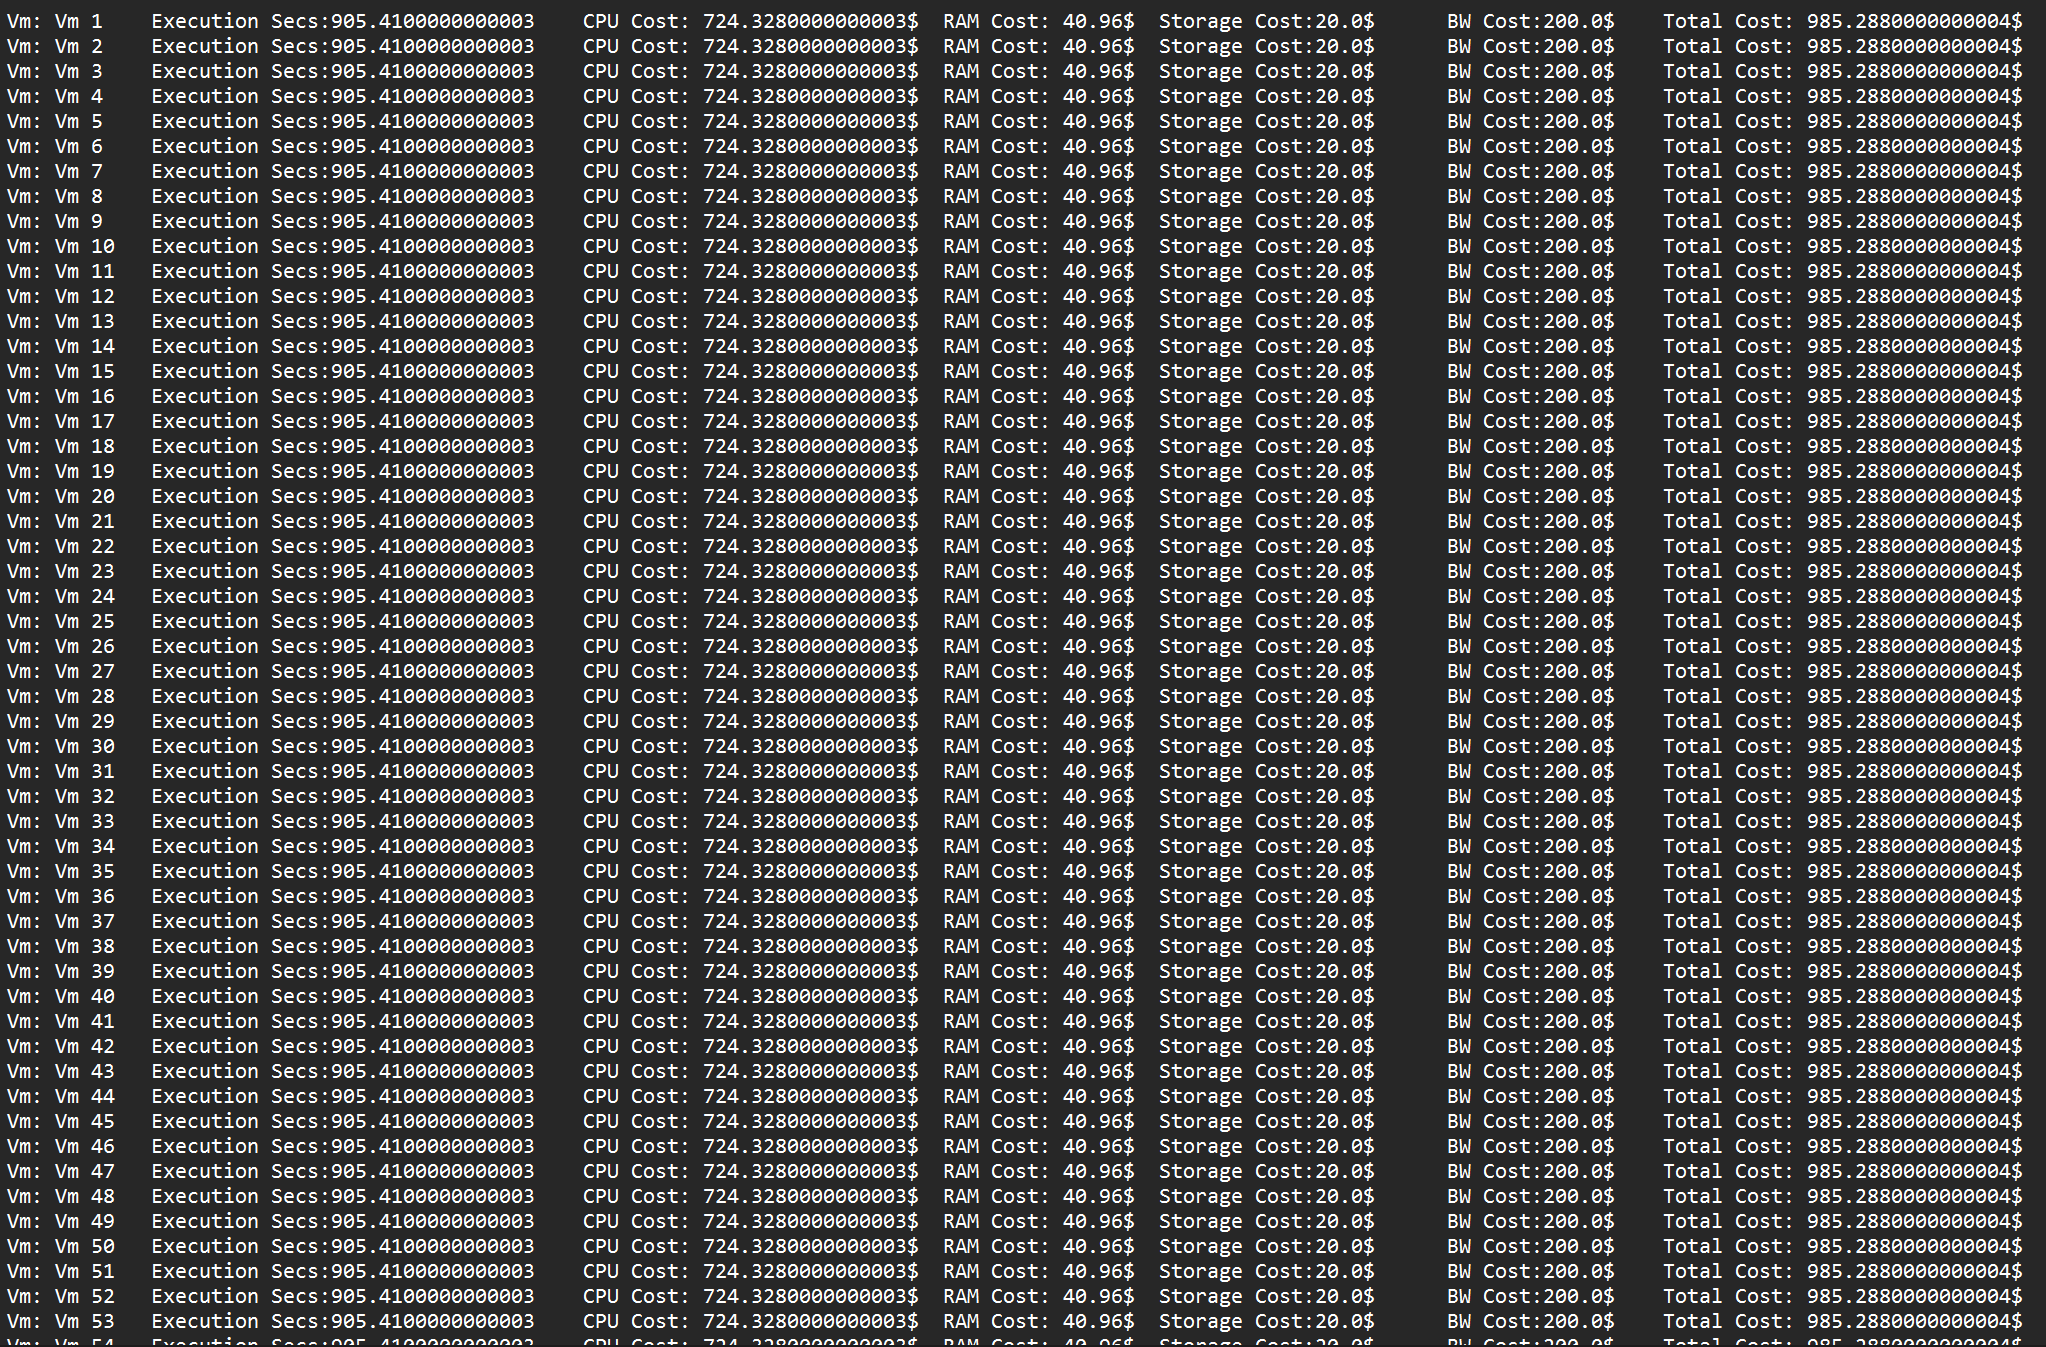 Vm: Vm 1 Execution Secs:905.4100000000003 CPU Cost: 724.3280000000003$ RAM Cost: 40.96$ Storage Cost:20.0$ BW Cost:200.0$ Total Cost: 985.2880000000004$
Vm: Vm 2 Execution Secs:905.4100000000003 CPU Cost: 724.3280000000003$ RAM Cost: 40.96$ Storage Cost:20.0$ BW Cost:200.0$ Total Cost: 985.2880000000004$
Vm: Vm 3 Execution Secs:905.4100000000003 CPU Cost: 724.3280000000003$ RAM Cost: 40.96$ Storage Cost:20.0$ BW Cost:200.0$ Total Cost: 985.2880000000004$
Vm: Vm 4 Execution Secs:905.4100000000003 CPU Cost: 724.3280000000003$ RAM Cost: 40.96$ Storage Cost:20.0$ BW Cost:200.0$ Total Cost: 985.2880000000004$
Vm: Vm 5 Execution Secs:905.4100000000003 CPU Cost: 724.3280000000003$ RAM Cost: 40.96$ Storage Cost:20.0$ BW Cost:200.0$ Total Cost: 985.2880000000004$
Vm: Vm 6 Execution Secs:905.4100000000003 CPU Cost: 724.3280000000003$ RAM Cost: 40.96$ Storage Cost:20.0$ BW Cost:200.0$ Total Cost: 985.2880000000004$
Vm: Vm 7 Execution Secs:905.4100000000003 CPU Cost: 724.3280000000003$ RAM Cost: 40.96$ Storage Cost:20.0$ BW Cost:200.0$ Total Cost: 985.2880000000004$
Vm: Vm 8 Execution Secs:905.4100000000003 CPU Cost: 724.3280000000003$ RAM Cost: 40.96$ Storage Cost:20.0$ BW Cost:200.0$ Total Cost: 985.2880000000004$
Vm: Vm 9 Execution Secs:905.4100000000003 CPU Cost: 724.3280000000003$ RAM Cost: 40.96$ Storage Cost:20.0$ BW Cost:200.0$ Total Cost: 985.2880000000004$
Vm: Vm 10 Execution Secs:905.4100000000003 CPU Cost: 724.3280000000003$ RAM Cost: 40.96$ Storage Cost:20.0$ BW Cost:200.0$ Total Cost: 985.2880000000004$
Vm: Vm 11 Execution Secs:905.4100000000003 CPU Cost: 724.3280000000003$ RAM Cost: 40.96$ Storage Cost:20.0$ BW Cost:200.0$ Total Cost: 985.2880000000004$
Vm: Vm 12 Execution Secs:905.4100000000003 CPU Cost: 724.3280000000003$ RAM Cost: 40.96$ Storage Cost:20.0$ BW Cost:200.0$ Total Cost: 985.2880000000004$
Vm: Vm 13 Execution Secs:905.4100000000003 CPU Cost: 724.3280000000003$ RAM Cost: 40.96$ Storage Cost:20.0$ BW Cost:200.0$ Total Cost: 985.2880000000004$
Vm: Vm 14 Execution Secs:905.4100000000003 CPU Cost: 724.3280000000003$ RAM Cost: 40.96$ Storage Cost:20.0$ BW Cost:200.0$ Total Cost: 985.2880000000004$
Vm: Vm 15 Execution Secs:905.4100000000003 CPU Cost: 724.3280000000003$ RAM Cost: 40.96$ Storage Cost:20.0$ BW Cost:200.0$ Total Cost: 985.2880000000004$
Vm: Vm 16 Execution Secs:905.4100000000003 CPU Cost: 724.3280000000003$ RAM Cost: 40.96$ Storage Cost:20.0$ BW Cost:200.0$ Total Cost: 985.2880000000004$
Vm: Vm 17 Execution Secs:905.4100000000003 CPU Cost: 724.3280000000003$ RAM Cost: 40.96$ Storage Cost:20.0$ BW Cost:200.0$ Total Cost: 985.2880000000004$
Vm: Vm 18 Execution Secs:905.4100000000003 CPU Cost: 724.3280000000003$ RAM Cost: 40.96$ Storage Cost:20.0$ BW Cost:200.0$ Total Cost: 985.2880000000004$
Vm: Vm 19 Execution Secs:905.4100000000003 CPU Cost: 724.3280000000003$ RAM Cost: 40.96$ Storage Cost:20.0$ BW Cost:200.0$ Total Cost: 985.2880000000004$
Vm: Vm 20 Execution Secs:905.4100000000003 CPU Cost: 724.3280000000003$ RAM Cost: 40.96$ Storage Cost:20.0$ BW Cost:200.0$ Total Cost: 985.2880000000004$
Vm: Vm 21 Execution Secs:905.4100000000003 CPU Cost: 724.3280000000003$ RAM Cost: 40.96$ Storage Cost:20.0$ BW Cost:200.0$ Total Cost: 985.2880000000004$
Vm: Vm 22 Execution Secs:905.4100000000003 CPU Cost: 724.3280000000003$ RAM Cost: 40.96$ Storage Cost:20.0$ BW Cost:200.0$ Total Cost: 985.2880000000004$
Vm: Vm 23 Execution Secs:905.4100000000003 CPU Cost: 724.3280000000003$ RAM Cost: 40.96$ Storage Cost:20.0$ BW Cost:200.0$ Total Cost: 985.2880000000004$
Vm: Vm 24 Execution Secs:905.4100000000003 CPU Cost: 724.3280000000003$ RAM Cost: 40.96$ Storage Cost:20.0$ BW Cost:200.0$ Total Cost: 985.2880000000004$
Vm: Vm 25 Execution Secs:905.4100000000003 CPU Cost: 724.3280000000003$ RAM Cost: 40.96$ Storage Cost:20.0$ BW Cost:200.0$ Total Cost: 985.2880000000004$
Vm: Vm 26 Execution Secs:905.4100000000003 CPU Cost: 724.3280000000003$ RAM Cost: 40.96$ Storage Cost:20.0$ BW Cost:200.0$ Total Cost: 985.2880000000004$
Vm: Vm 27 Execution Secs:905.4100000000003 CPU Cost: 724.3280000000003$ RAM Cost: 40.96$ Storage Cost:20.0$ BW Cost:200.0$ Total Cost: 985.2880000000004$
Vm: Vm 28 Execution Secs:905.4100000000003 CPU Cost: 724.3280000000003$ RAM Cost: 40.96$ Storage Cost:20.0$ BW Cost:200.0$ Total Cost: 985.2880000000004$
Vm: Vm 29 Execution Secs:905.4100000000003 CPU Cost: 724.3280000000003$ RAM Cost: 40.96$ Storage Cost:20.0$ BW Cost:200.0$ Total Cost: 985.2880000000004$
Vm: Vm 30 Execution Secs:905.4100000000003 CPU Cost: 724.3280000000003$ RAM Cost: 40.96$ Storage Cost:20.0$ BW Cost:200.0$ Total Cost: 985.2880000000004$
Vm: Vm 31 Execution Secs:905.4100000000003 CPU Cost: 724.3280000000003$ RAM Cost: 40.96$ Storage Cost:20.0$ BW Cost:200.0$ Total Cost: 985.2880000000004$
Vm: Vm 32 Execution Secs:905.4100000000003 CPU Cost: 724.3280000000003$ RAM Cost: 40.96$ Storage Cost:20.0$ BW Cost:200.0$ Total Cost: 985.2880000000004$
Vm: Vm 33 Execution Secs:905.4100000000003 CPU Cost: 724.3280000000003$ RAM Cost: 40.96$ Storage Cost:20.0$ BW Cost:200.0$ Total Cost: 985.2880000000004$
Vm: Vm 34 Execution Secs:905.4100000000003 CPU Cost: 724.3280000000003$ RAM Cost: 40.96$ Storage Cost:20.0$ BW Cost:200.0$ Total Cost: 985.2880000000004$
Vm: Vm 35 Execution Secs:905.4100000000003 CPU Cost: 724.3280000000003$ RAM Cost: 40.96$ Storage Cost:20.0$ BW Cost:200.0$ Total Cost: 985.2880000000004$
Vm: Vm 36 Execution Secs:905.4100000000003 CPU Cost: 724.3280000000003$ RAM Cost: 40.96$ Storage Cost:20.0$ BW Cost:200.0$ Total Cost: 985.2880000000004$
Vm: Vm 37 Execution Secs:905.4100000000003 CPU Cost: 724.3280000000003$ RAM Cost: 40.96$ Storage Cost:20.0$ BW Cost:200.0$ Total Cost: 985.2880000000004$
Vm: Vm 38 Execution Secs:905.4100000000003 CPU Cost: 724.3280000000003$ RAM Cost: 40.96$ Storage Cost:20.0$ BW Cost:200.0$ Total Cost: 985.2880000000004$
Vm: Vm 39 Execution Secs:905.4100000000003 CPU Cost: 724.3280000000003$ RAM Cost: 40.96$ Storage Cost:20.0$ BW Cost:200.0$ Total Cost: 985.2880000000004$
Vm: Vm 40 Execution Secs:905.4100000000003 CPU Cost: 724.3280000000003$ RAM Cost: 40.96$ Storage Cost:20.0$ BW Cost:200.0$ Total Cost: 985.2880000000004$
Vm: Vm 41 Execution Secs:905.4100000000003 CPU Cost: 724.3280000000003$ RAM Cost: 40.96$ Storage Cost:20.0$ BW Cost:200.0$ Total Cost: 985.2880000000004$
Vm: Vm 42 Execution Secs:905.4100000000003 CPU Cost: 724.3280000000003$ RAM Cost: 40.96$ Storage Cost:20.0$ BW Cost:200.0$ Total Cost: 985.2880000000004$
Vm: Vm 43 Execution Secs:905.4100000000003 CPU Cost: 724.3280000000003$ RAM Cost: 40.96$ Storage Cost:20.0$ BW Cost:200.0$ Total Cost: 985.2880000000004$
Vm: Vm 44 Execution Secs:905.4100000000003 CPU Cost: 724.3280000000003$ RAM Cost: 40.96$ Storage Cost:20.0$ BW Cost:200.0$ Total Cost: 985.2880000000004$
Vm: Vm 45 Execution Secs:905.4100000000003 CPU Cost: 724.3280000000003$ RAM Cost: 40.96$ Storage Cost:20.0$ BW Cost:200.0$ Total Cost: 985.2880000000004$
Vm: Vm 46 Execution Secs:905.4100000000003 CPU Cost: 724.3280000000003$ RAM Cost: 40.96$ Storage Cost:20.0$ BW Cost:200.0$ Total Cost: 985.2880000000004$
Vm: Vm 47 Execution Secs:905.4100000000003 CPU Cost: 724.3280000000003$ RAM Cost: 40.96$ Storage Cost:20.0$ BW Cost:200.0$ Total Cost: 985.2880000000004$
Vm: Vm 48 Execution Secs:905.4100000000003 CPU Cost: 724.3280000000003$ RAM Cost: 40.96$ Storage Cost:20.0$ BW Cost:200.0$ Total Cost: 985.2880000000004$
Vm: Vm 49 Execution Secs:905.4100000000003 CPU Cost: 724.3280000000003$ RAM Cost: 40.96$ Storage Cost:20.0$ BW Cost:200.0$ Total Cost: 985.2880000000004$
Vm: Vm 50 Execution Secs:905.4100000000003 CPU Cost: 724.3280000000003$ RAM Cost: 40.96$ Storage Cost:20.0$ BW Cost:200.0$ Total Cost: 985.2880000000004$
Vm: Vm 51 Execution Secs:905.4100000000003 CPU Cost: 724.3280000000003$ RAM Cost: 40.96$ Storage Cost:20.0$ BW Cost:200.0$ Total Cost: 985.2880000000004$
Vm: Vm 52 Execution Secs:905.4100000000003 CPU Cost: 724.3280000000003$ RAM Cost: 40.96$ Storage Cost:20.0$ BW Cost:200.0$ Total Cost: 985.2880000000004$
Vm: Vm 53 Execution Secs:905.4100000000003 CPU Cost: 724.3280000000003$ RAM Cost: 40.96$ Storage Cost:20.0$ BW Cost:200.0$ Total Cost: 985.2880000000004$